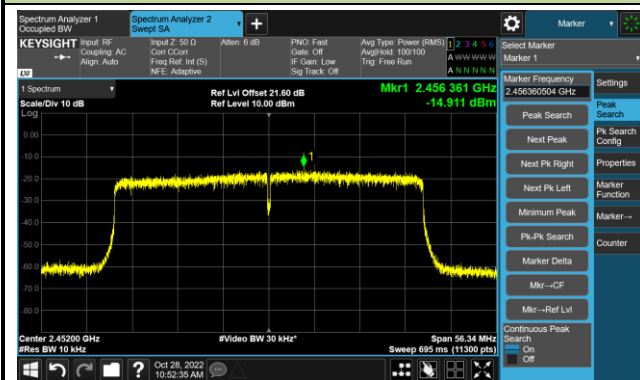 Spectrum Analyzer 1
Occupied BW
Spectrum Analyzer 2
Swept SA
Marker
KEYSIGHT
Input: RF
Coupling: AC
Align: Auto
Input Z: 50 Ω
Corr CCorr
Freq Ref: Int (S)
NFE: Adaptive
Atten: 6 dB
PNO: Fast
Gate: Off
IF Gain: Low
Sig Track: Off
Avg Type: Power (RMS)
Avg|Hold: 100/100
Trig: Free Run
1 2 3 4 5 6
A W W W W W
A N N N N N
LXI
Select Marker
Marker 1
1 Spectrum
Scale/Div 10 dB
Log
Ref Lvl Offset 21.60 dB
Ref Level 10.00 dBm
Mkr1 2.456 361 GHz
-14.911 dBm
0.00
-10.0
-20.0
-30.0
-40.0
-50.0
-60.0
-70.0
-80.0
1
Center 2.45200 GHz
#Res BW 10 kHz
#Video BW 30 kHz*
Span 56.34 MHz
Sweep 695 ms (11300 pts)
Marker Frequency
2.456360504 GHz
Peak Search
Next Peak
Next Pk Right
Next Pk Left
Minimum Peak
Pk-Pk Search
Marker Delta
Mkr→CF
Mkr→Ref Lvl
Continuous Peak
Search
On
Off
Settings
Peak
Search
Pk Search
Config
Properties
Marker
Function
Marker→
Counter
Oct 28, 2022
10:52:35 AM